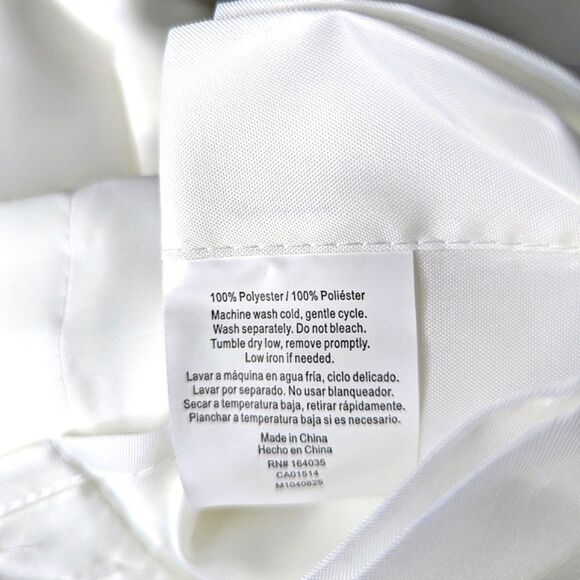 100% Polyester / 100% Poliéster
Machine wash cold, gentle cycle.
Wash separately. Do not bleach.
Tumble dry low, remove promptly.
Low iron if needed.
Lavar a máquina en agua fría, ciclo delicado.
Lavar por separado. No usar blanqueador.
Secar a temperatura baja, retirar rápidamente.
Planchar a temperatura baja si es necesario.
Made in China
Hecho en China
RN# 164035
CA01514
M1040825